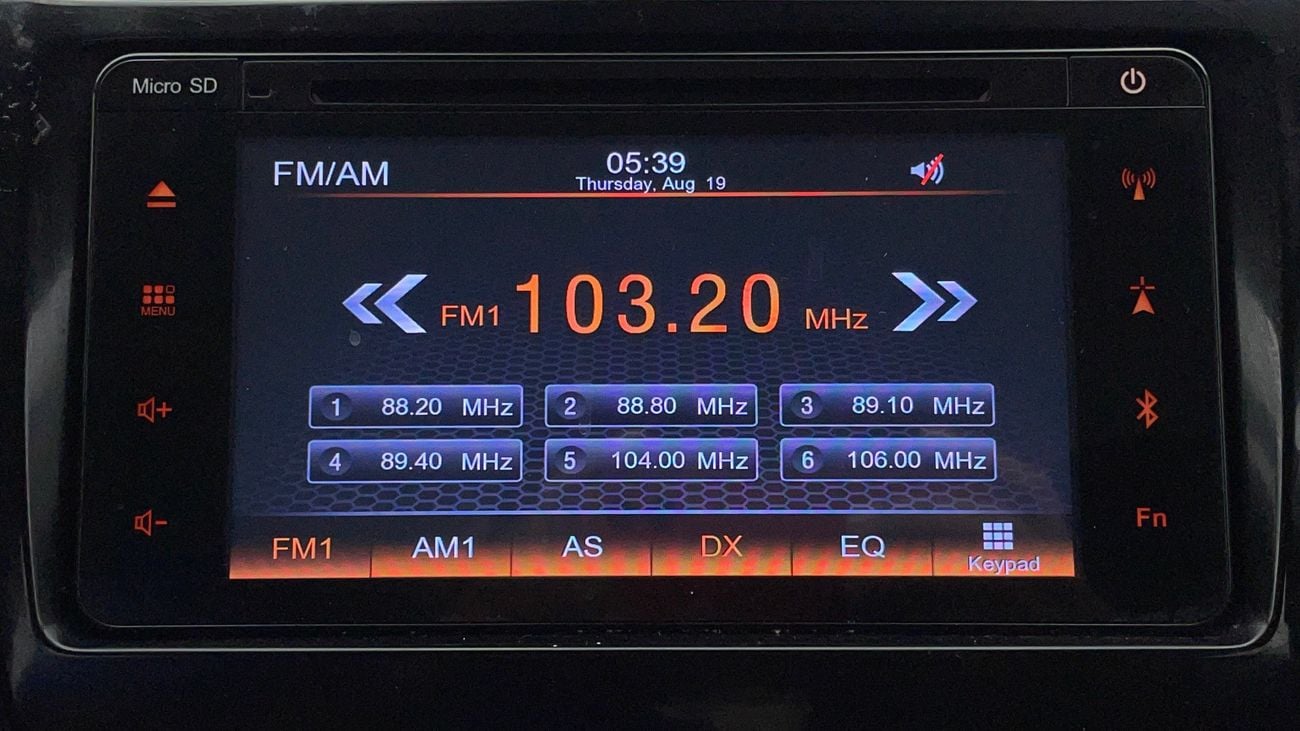 Micro SD
FM/AM
05:39
Thursday, Aug 19
MENU
FM1 103.20 MHz
1 88.20 MHz
2 88.80 MHz
3 89.10 MHz
4 89.40 MHz
5 104.00 MHz
6 106.00 MHz
Fn
FM1 AM1 AS DX EQ Keypad